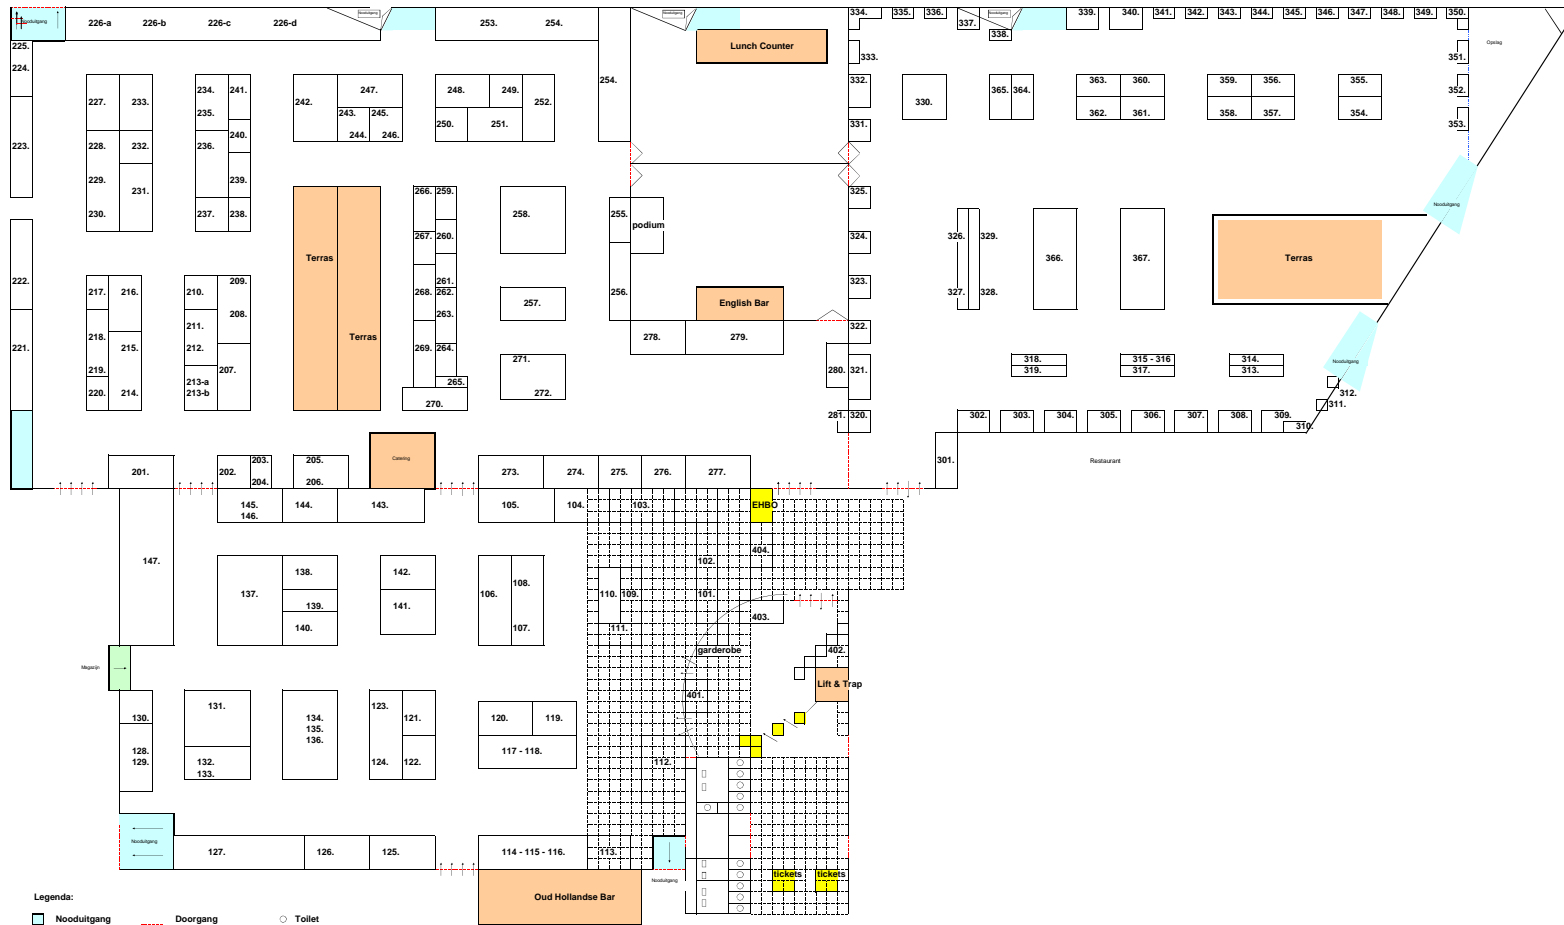 Nooduitgang
226-a 226-b 226-c 226-d
Nooduitgang
253. 254.
Nooduitgang
Lunch Counter
334. 335. 336. 337.
Nooduitgang
338. 339. 340. 341. 342. 343. 344. 345. 346. 347. 348. 349. 350.
Opslag
225.
224.
223.
222.
221.
227. 233.
228. 232.
229. 231.
230.
234. 241.
235. 240.
236. 239.
237. 238.
242. 247.
243. 245.
244. 246.
248. 249. 252.
250. 251.
254.
333.
332.
331.
330.
365. 364.
363. 360.
362. 361.
359. 356.
358. 357.
355.
354.
351.
352.
353.
Nooduitgang
217. 216.
218. 215.
219.
220. 214.
210. 209.
211. 208.
212. 207.
213-a
213-b
Terras
Terras
266. 259.
267. 260.
261.
268. 262.
263.
269. 264.
265.
270.
258.
257.
271.
272.
255.
podium
256.
English Bar
278. 279.
325.
324.
323.
322.
280. 321.
281. 320.
326. 329.
327. 328.
366. 367.
Terras
Nooduitgang
318. 315 - 316 314.
319. 317. 313.
312.
311.
302. 303. 304. 305. 306. 307. 308. 309.
310.
301.
Restaurant
201. 202. 203.
204.
205.
206.
Catering
273. 274. 275. 276. 277.
145. 144. 143.
146.
105. 104. 103. EHBO
147.
137. 138.
139.
140.
142.
141.
106. 108.
107.
110. 109.
111.
102. 404.
101. 403.
garderobe
402.
Lift & Trap
401.
Magazijn
130.
128.
129.
131.
132.
133.
134.
135.
136.
123. 121.
124. 122.
120. 119.
117 - 118.
112.
Nooduitgang
127. 126. 125.
114 - 115 - 116. 113.
Nooduitgang
tickets tickets
Oud Hollandse Bar
Legenda:
Nooduitgang Doorgang Toilet